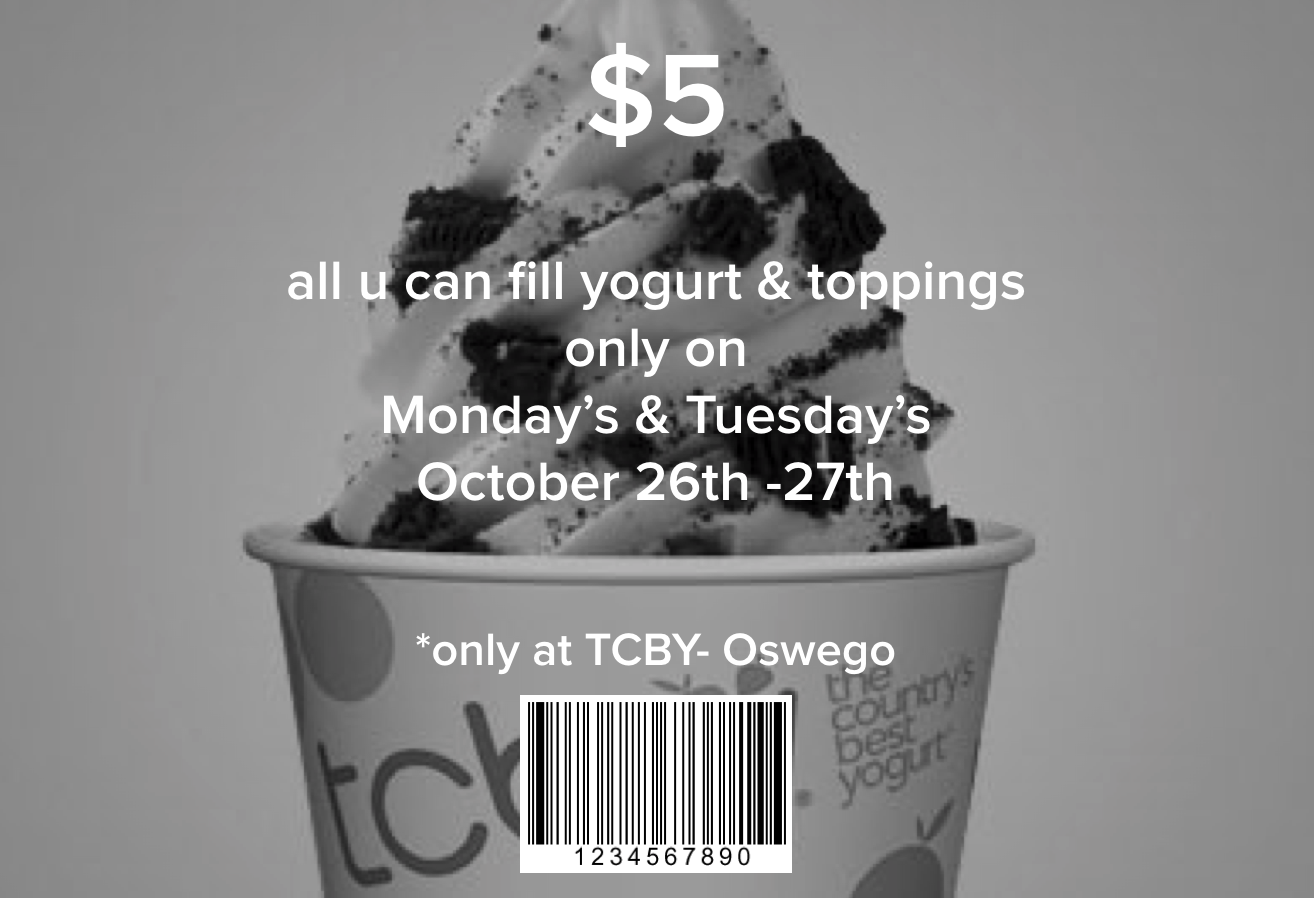 $5
all u can fill yogurt & toppings
only on
Monday’s & Tuesday’s
October 26th -27th
*only at TCBY- Oswego
the
country's
best
yogurt
tcb
1234567890